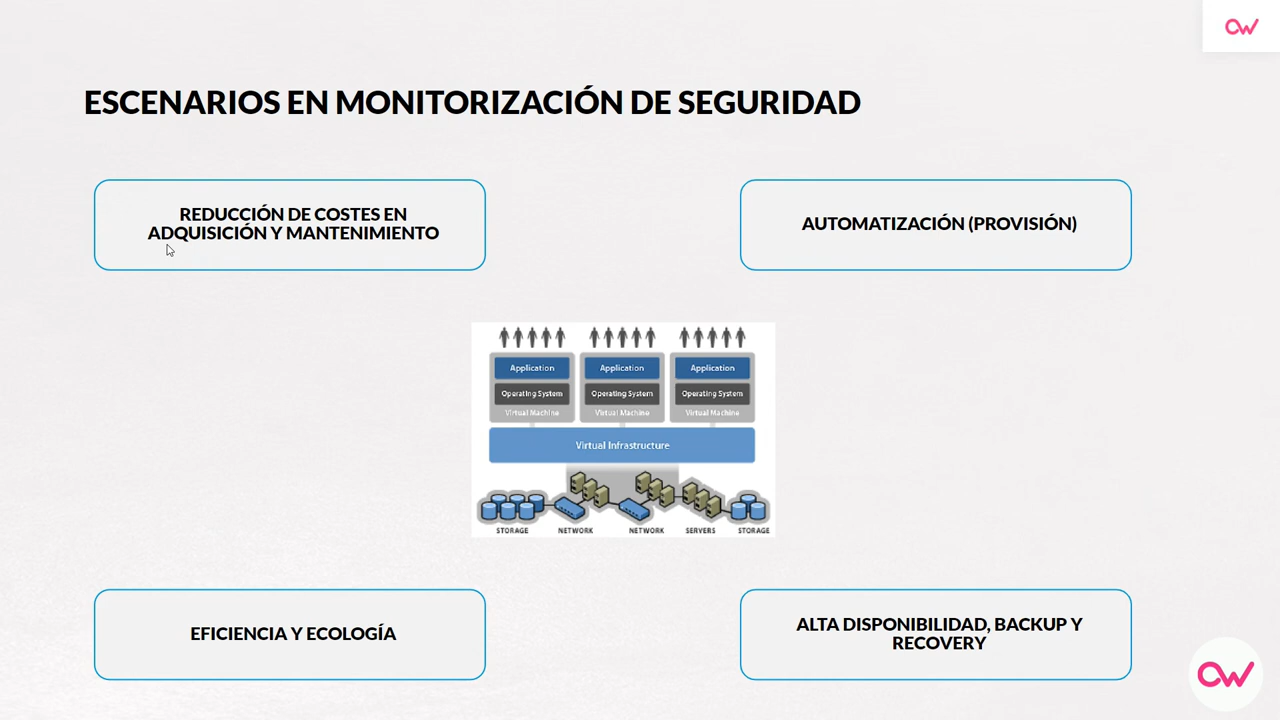 CW
ESCENARIOS EN MONITORIZACIÓN DE SEGURIDAD
REDUCCIÓN DE COSTES EN
ADQUISICIÓN Y MANTENIMIENTO
AUTOMATIZACIÓN (PROVISIÓN)
Application
Application
Application
Operating System
Operating System
Operating System
Virtual Machine
Virtual Machine
Virtual Machine
Virtual Infrastructure
STORAGE
NETWORK
NETWORK
SERVERS
STORAGE
EFICIENCIA Y ECOLOGÍA
ALTA DISPONIBILIDAD, BACKUP Y
RECOVERY
CW